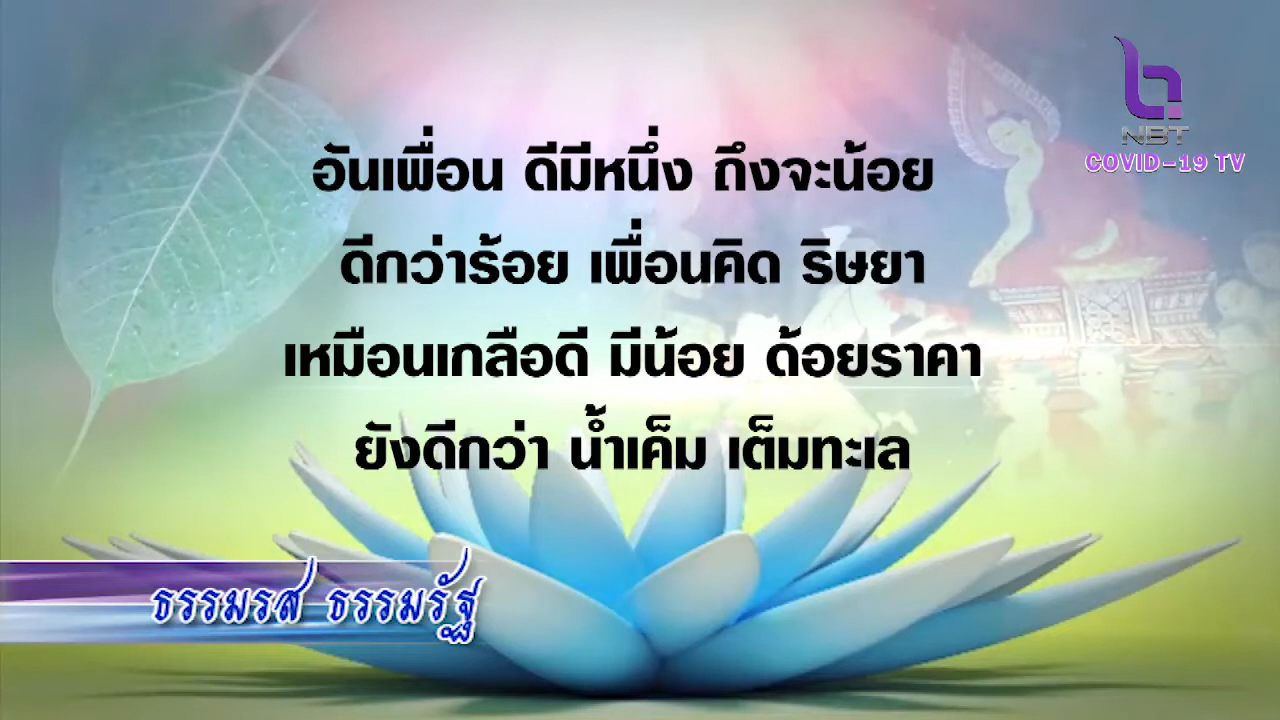 NBT
COVID-19 TV
อันเพื่อน ดีมีหนึ่ง ถึงจะน้อย
ดีกว่าร้อย เพื่อนคิด ริษยา
เหมือนเกลือดี มีน้อย ด้อยราคา
ยังดีกว่า น้ำเค็ม เต็มทะเล
ธรรมรส ธรรมรัฐ